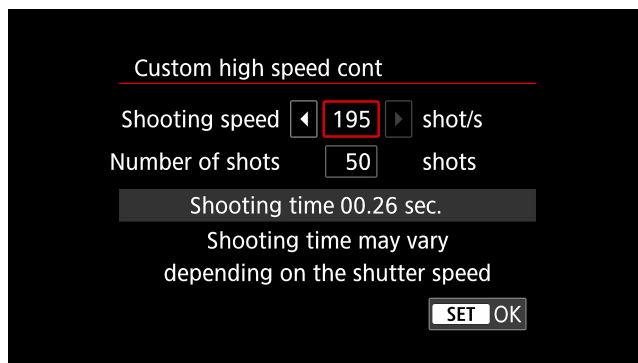 Custom high speed cont
Shooting speed 195 shot/s
Number of shots 50 shots
Shooting time 00.26 sec.
Shooting time may vary
depending on the shutter speed
SET OK